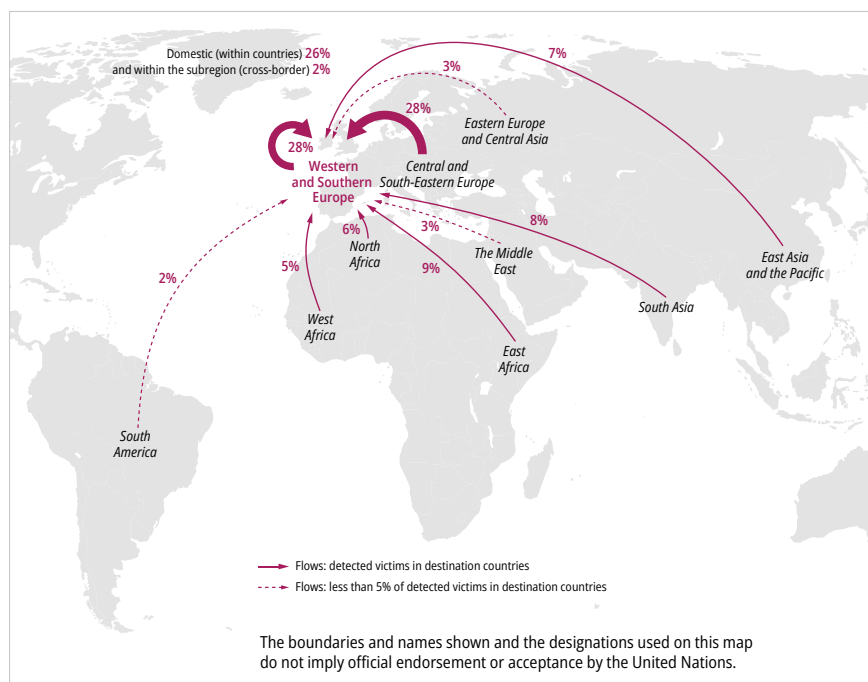 Domestic (within countries) 26%
and within the subregion (cross-border) 2%
7%
3%
28%
Eastern Europe
and Central Asia
28%
Western
and Southern
Europe
Central and
South-Eastern Europe
8%
6%
3%
North
Africa
The Middle
East
East Asia
and the Pacific
5%
9%
2%
South Asia
West
Africa
East
Africa
South
America
Flows: detected victims in destination countries
Flows: less than 5% of detected victims in destination countries
The boundaries and names shown and the designations used on this map
do not imply official endorsement or acceptance by the United Nations.